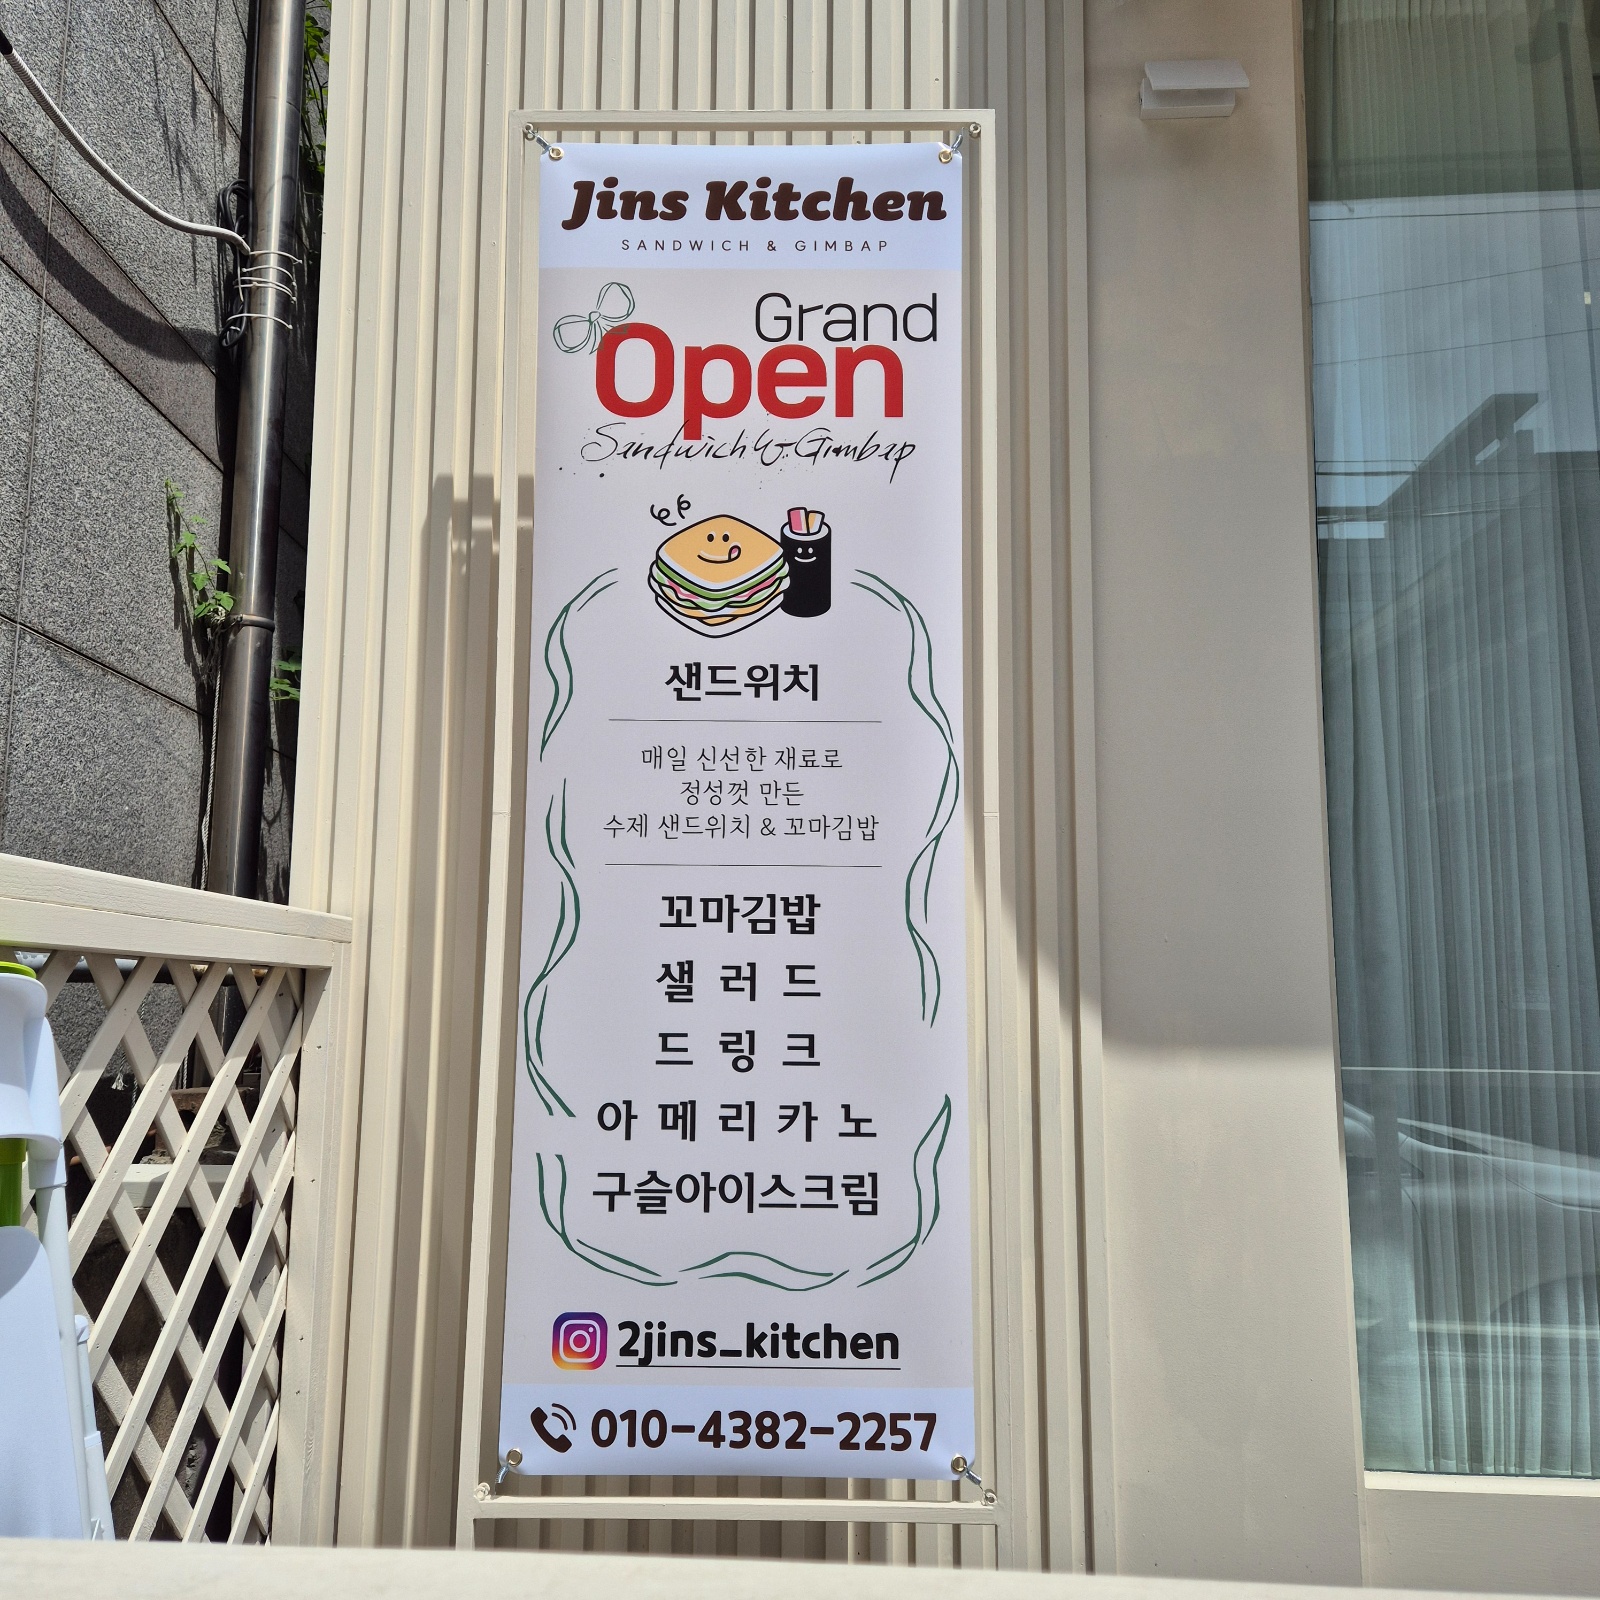 Jins Kitchen
SANDWICH & GIMBAP
Grand
Open
Sandwich & Gimbap
샌드위치
매일 신선한 재료로
정성껏 만든
수제 샌드위치 & 꼬마김밥
꼬마김밥
샐 러 드
드 링 크
아 메 리 카 노
구슬아이스크림
2jins_kitchen
010-4382-2257